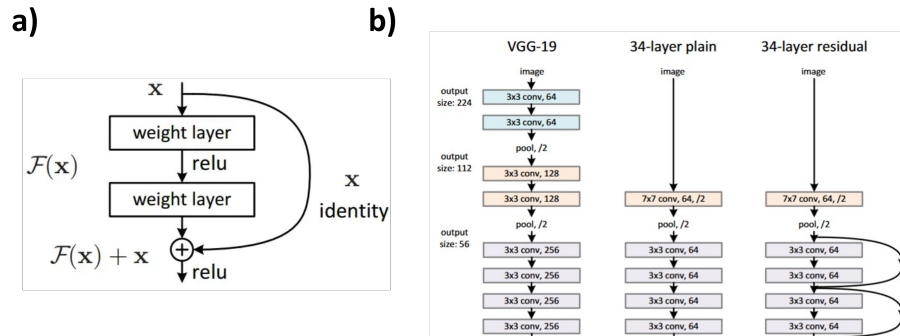 a)
x
weight layer
relu
F(x)
weight layer
x
identity
F(x) + x
+
relu
b)
VGG-19
34-layer plain
34-layer residual
image
image
image
output
size: 224
3x3 conv, 64
3x3 conv, 64
pool, /2
output
size: 112
3x3 conv, 128
3x3 conv, 128
7x7 conv, 64, /2
7x7 conv, 64, /2
pool, /2
pool, /2
pool, /2
output
size: 56
3x3 conv, 256
3x3 conv, 64
3x3 conv, 64
3x3 conv, 256
3x3 conv, 64
3x3 conv, 64
3x3 conv, 256
3x3 conv, 64
3x3 conv, 64
3x3 conv, 256
3x3 conv, 64
3x3 conv, 64